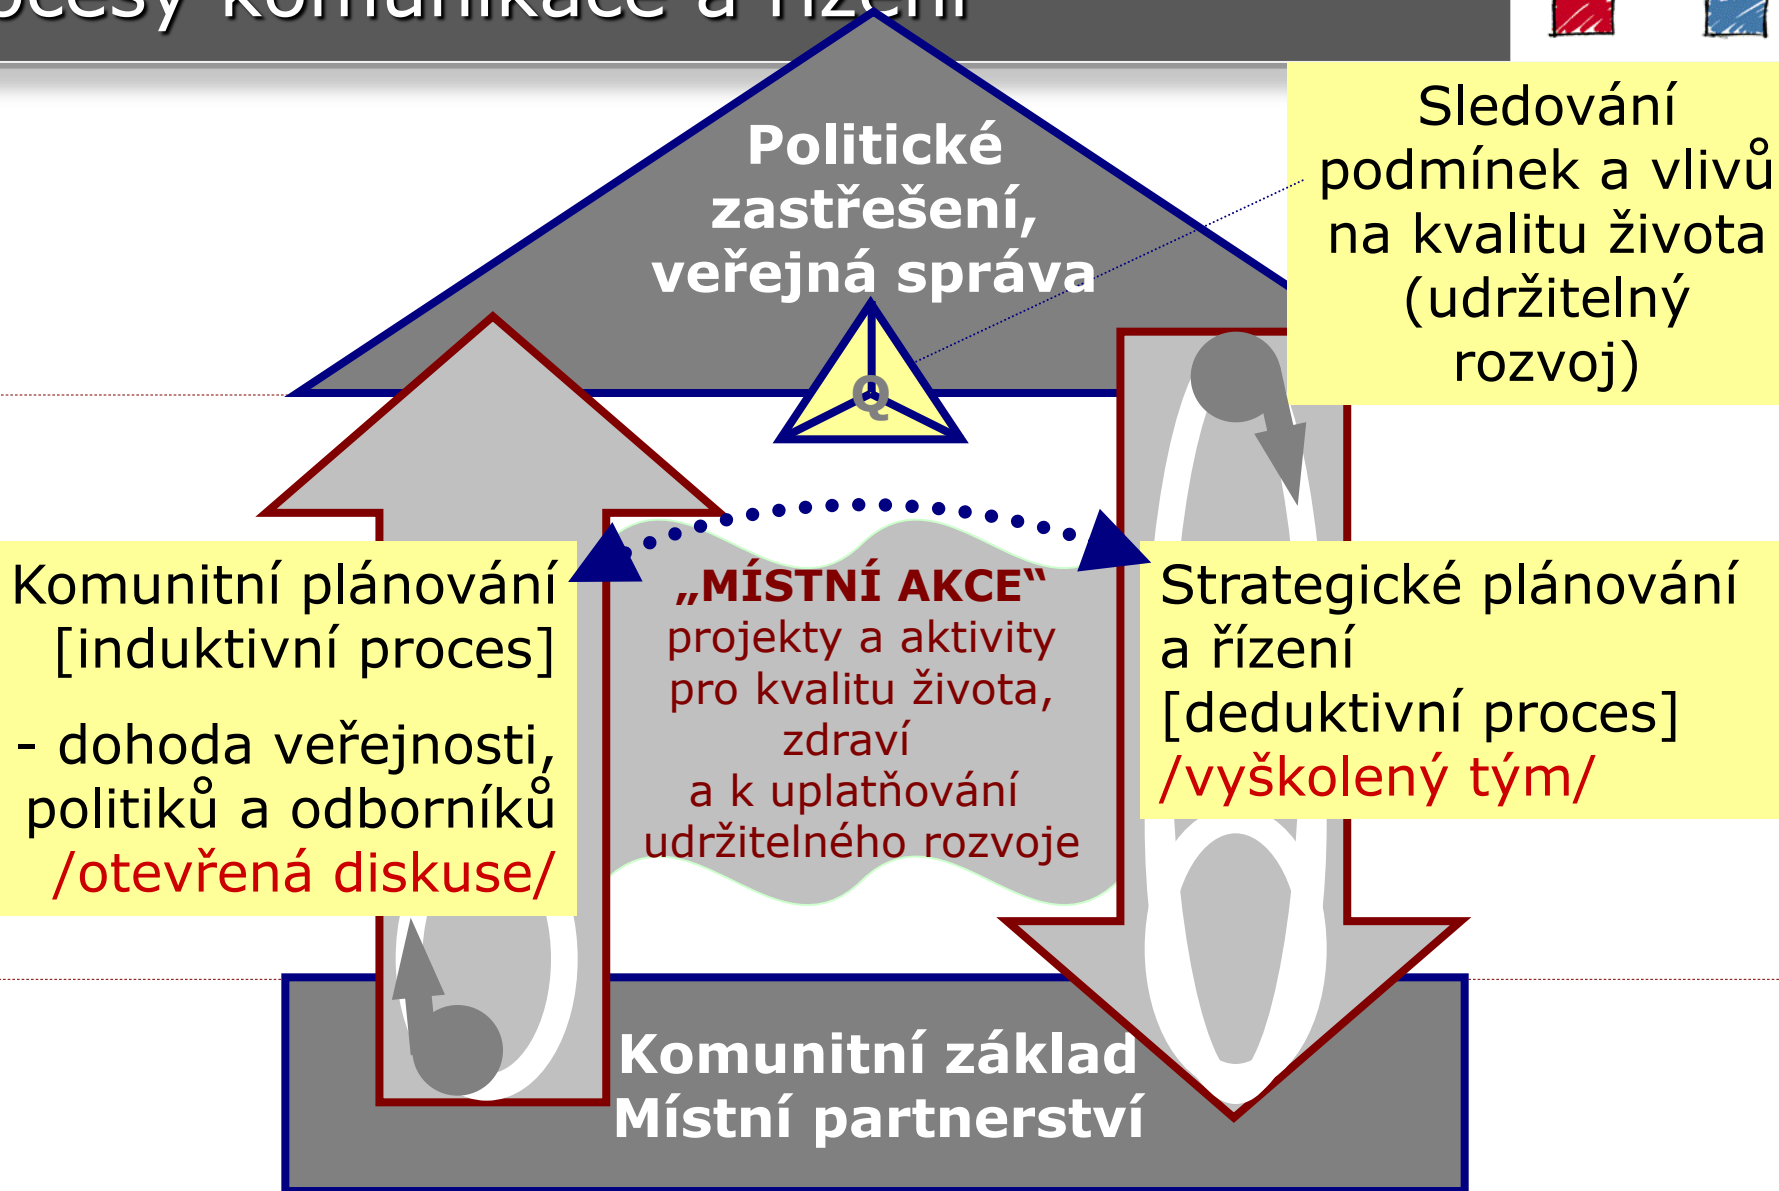 komunikace a řízení
Politické
zastřešení,
veřejná správa
Sledování
podmínek a vlivů
na kvalitu života
(udržitelný
rozvoj)
Q
Komunitní plánování
[induktivní proces]
- dohoda veřejnosti,
politiků a odborníků
/otevřená diskuse/
„MÍSTNÍ AKCE“
projekty a aktivity
pro kvalitu života,
zdraví
a k uplatňování
udržitelného rozvoje
Strategické plánování
a řízení
[deduktivní proces]
/vyškolený tým/
Komunitní základ
Místní partnerství